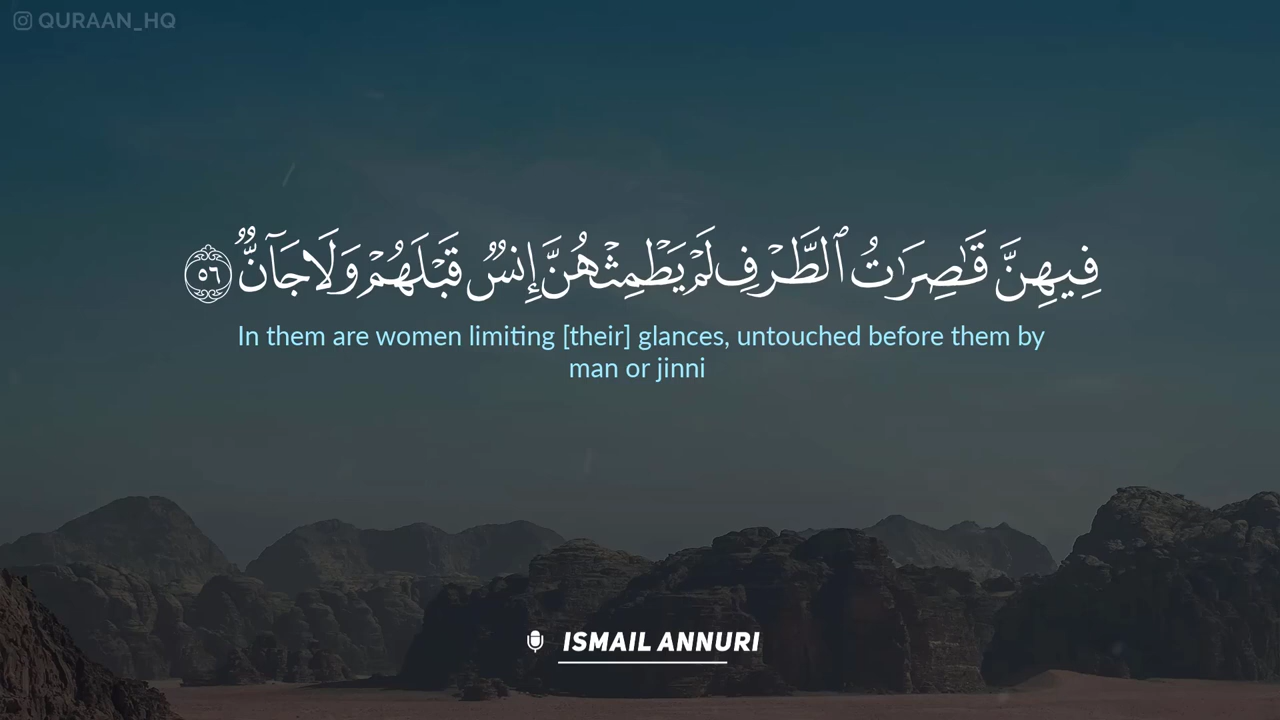 QURAAN_HQ
فِيهِنَّ قَـٰصِرَٰتُ ٱلطَّرْفِ لَمْ يَطْمِثْهُنَّ إِنسٌ قَبْلَهُمْ وَلَا جَآنٌّ ٥٦
In them are women limiting [their] glances, untouched before them by
man or jinni
ISMAIL ANNURI